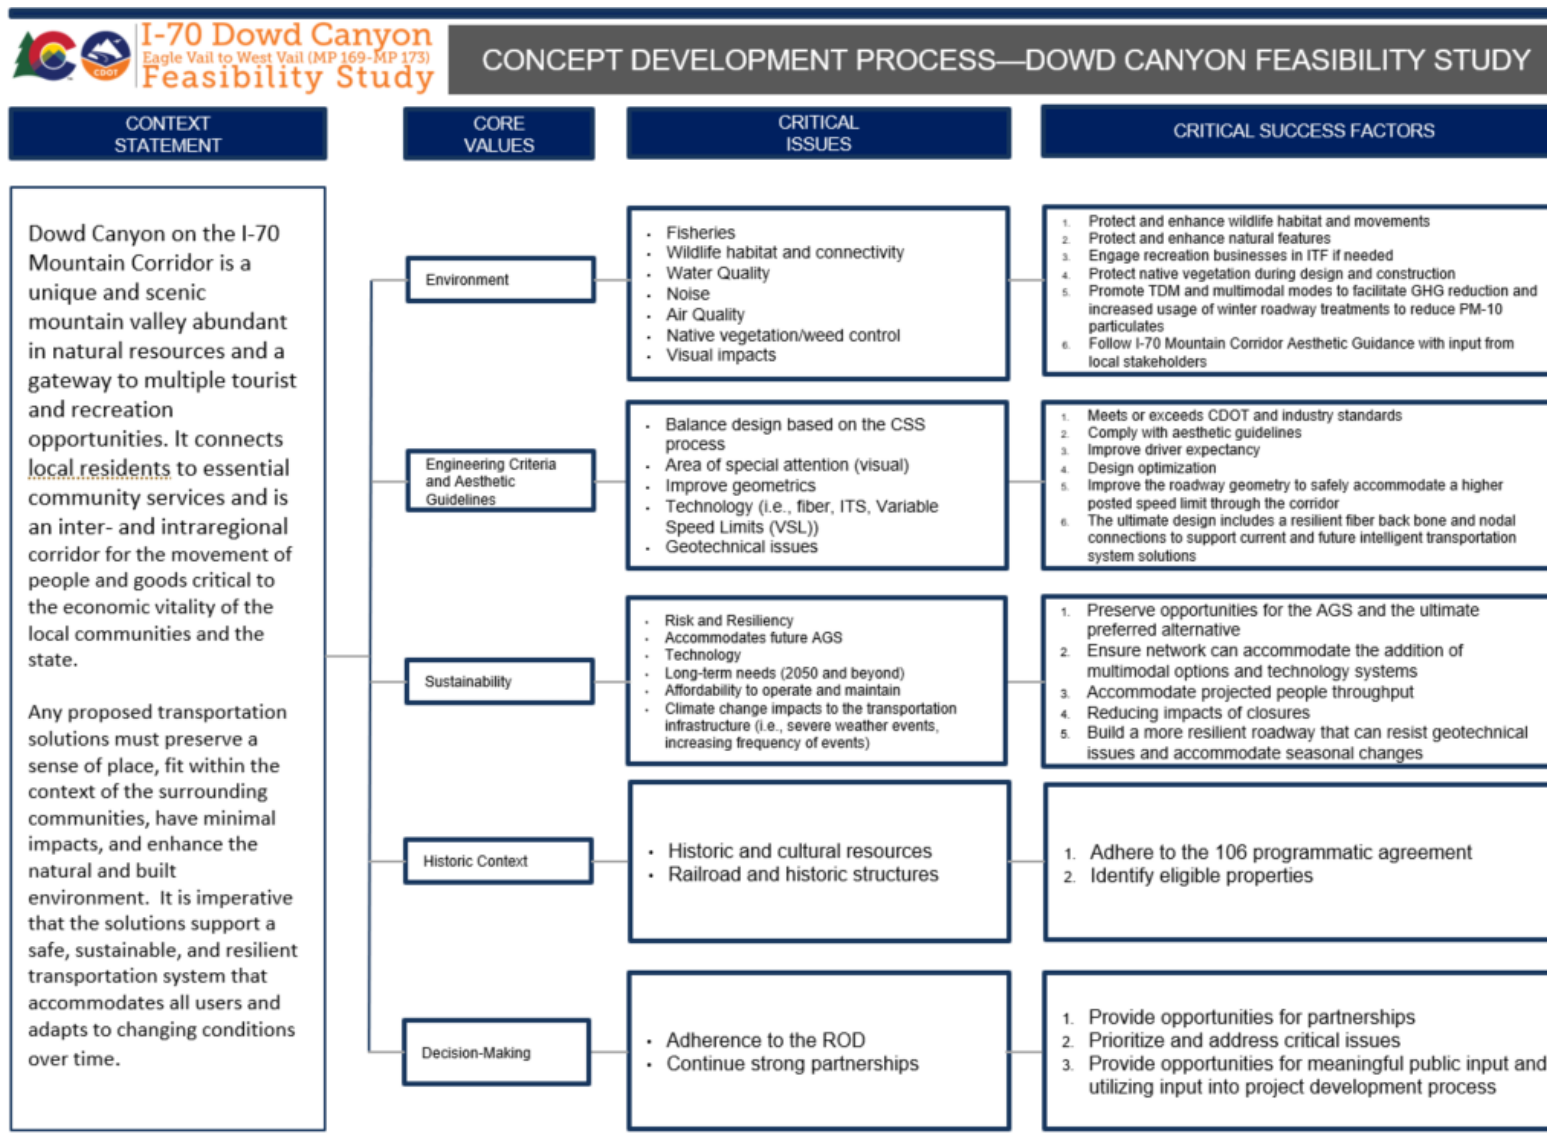 I-70 Dowd Canyon
Eagle Vail to West Vail (MP 169-MP 173)
Feasibility Study
CDOT
CONCEPT DEVELOPMENT PROCESS—DOWD CANYON FEASIBILITY STUDY
CONTEXT
STATEMENT
CORE
VALUES
CRITICAL
ISSUES
CRITICAL SUCCESS FACTORS
Dowd Canyon on the I-70
Mountain Corridor is a
unique and scenic
mountain valley abundant
in natural resources and a
gateway to multiple tourist
and recreation
opportunities. It connects
local residents to essential
community services and is
an inter- and intraregional
corridor for the movement of
people and goods critical to
the economic vitality of the
local communities and the
state.
Any proposed transportation
solutions must preserve a
sense of place, fit within the
context of the surrounding
communities, have minimal
impacts, and enhance the
natural and built
environment.  It is imperative
that the solutions support a
safe, sustainable, and resilient
transportation system that
accommodates all users and
adapts to changing conditions
over time.
Environment
· Fisheries
· Wildlife habitat and connectivity
· Water Quality
· Noise
· Air Quality
· Native vegetation/weed control
· Visual impacts
1. Protect and enhance wildlife habitat and movements
2. Protect and enhance natural features
3. Engage recreation businesses in ITF if needed
4. Protect native vegetation during design and construction
5. Promote TDM and multimodal modes to facilitate GHG reduction and
increased usage of winter roadway treatments to reduce PM-10
particulates
6. Follow I-70 Mountain Corridor Aesthetic Guidance with input from
local stakeholders
Engineering Criteria
and Aesthetic
Guidelines
· Balance design based on the CSS
process
· Area of special attention (visual)
· Improve geometrics
· Technology (i.e., fiber, ITS, Variable
Speed Limits (VSL))
· Geotechnical issues
1. Meets or exceeds CDOT and industry standards
2. Comply with aesthetic guidelines
3. Improve driver expectancy
4. Design optimization
5. Improve the roadway geometry to safely accommodate a higher
posted speed limit through the corridor
6. The ultimate design includes a resilient fiber back bone and nodal
connections to support current and future intelligent transportation
system solutions
Sustainability
· Risk and Resiliency
· Accommodates future AGS
· Technology
· Long-term needs (2050 and beyond)
· Affordability to operate and maintain
· Climate change impacts to the transportation
infrastructure (i.e., severe weather events,
increasing frequency of events)
1. Preserve opportunities for the AGS and the ultimate
preferred alternative
2. Ensure network can accommodate the addition of
multimodal options and technology systems
3. Accommodate projected people throughput
4. Reducing impacts of closures
5. Build a more resilient roadway that can resist geotechnical
issues and accommodate seasonal changes
Historic Context
· Historic and cultural resources
· Railroad and historic structures
1. Adhere to the 106 programmatic agreement
2. Identify eligible properties
Decision-Making
· Adherence to the ROD
· Continue strong partnerships
1. Provide opportunities for partnerships
2. Prioritize and address critical issues
3. Provide opportunities for meaningful public input and
utilizing input into project development process